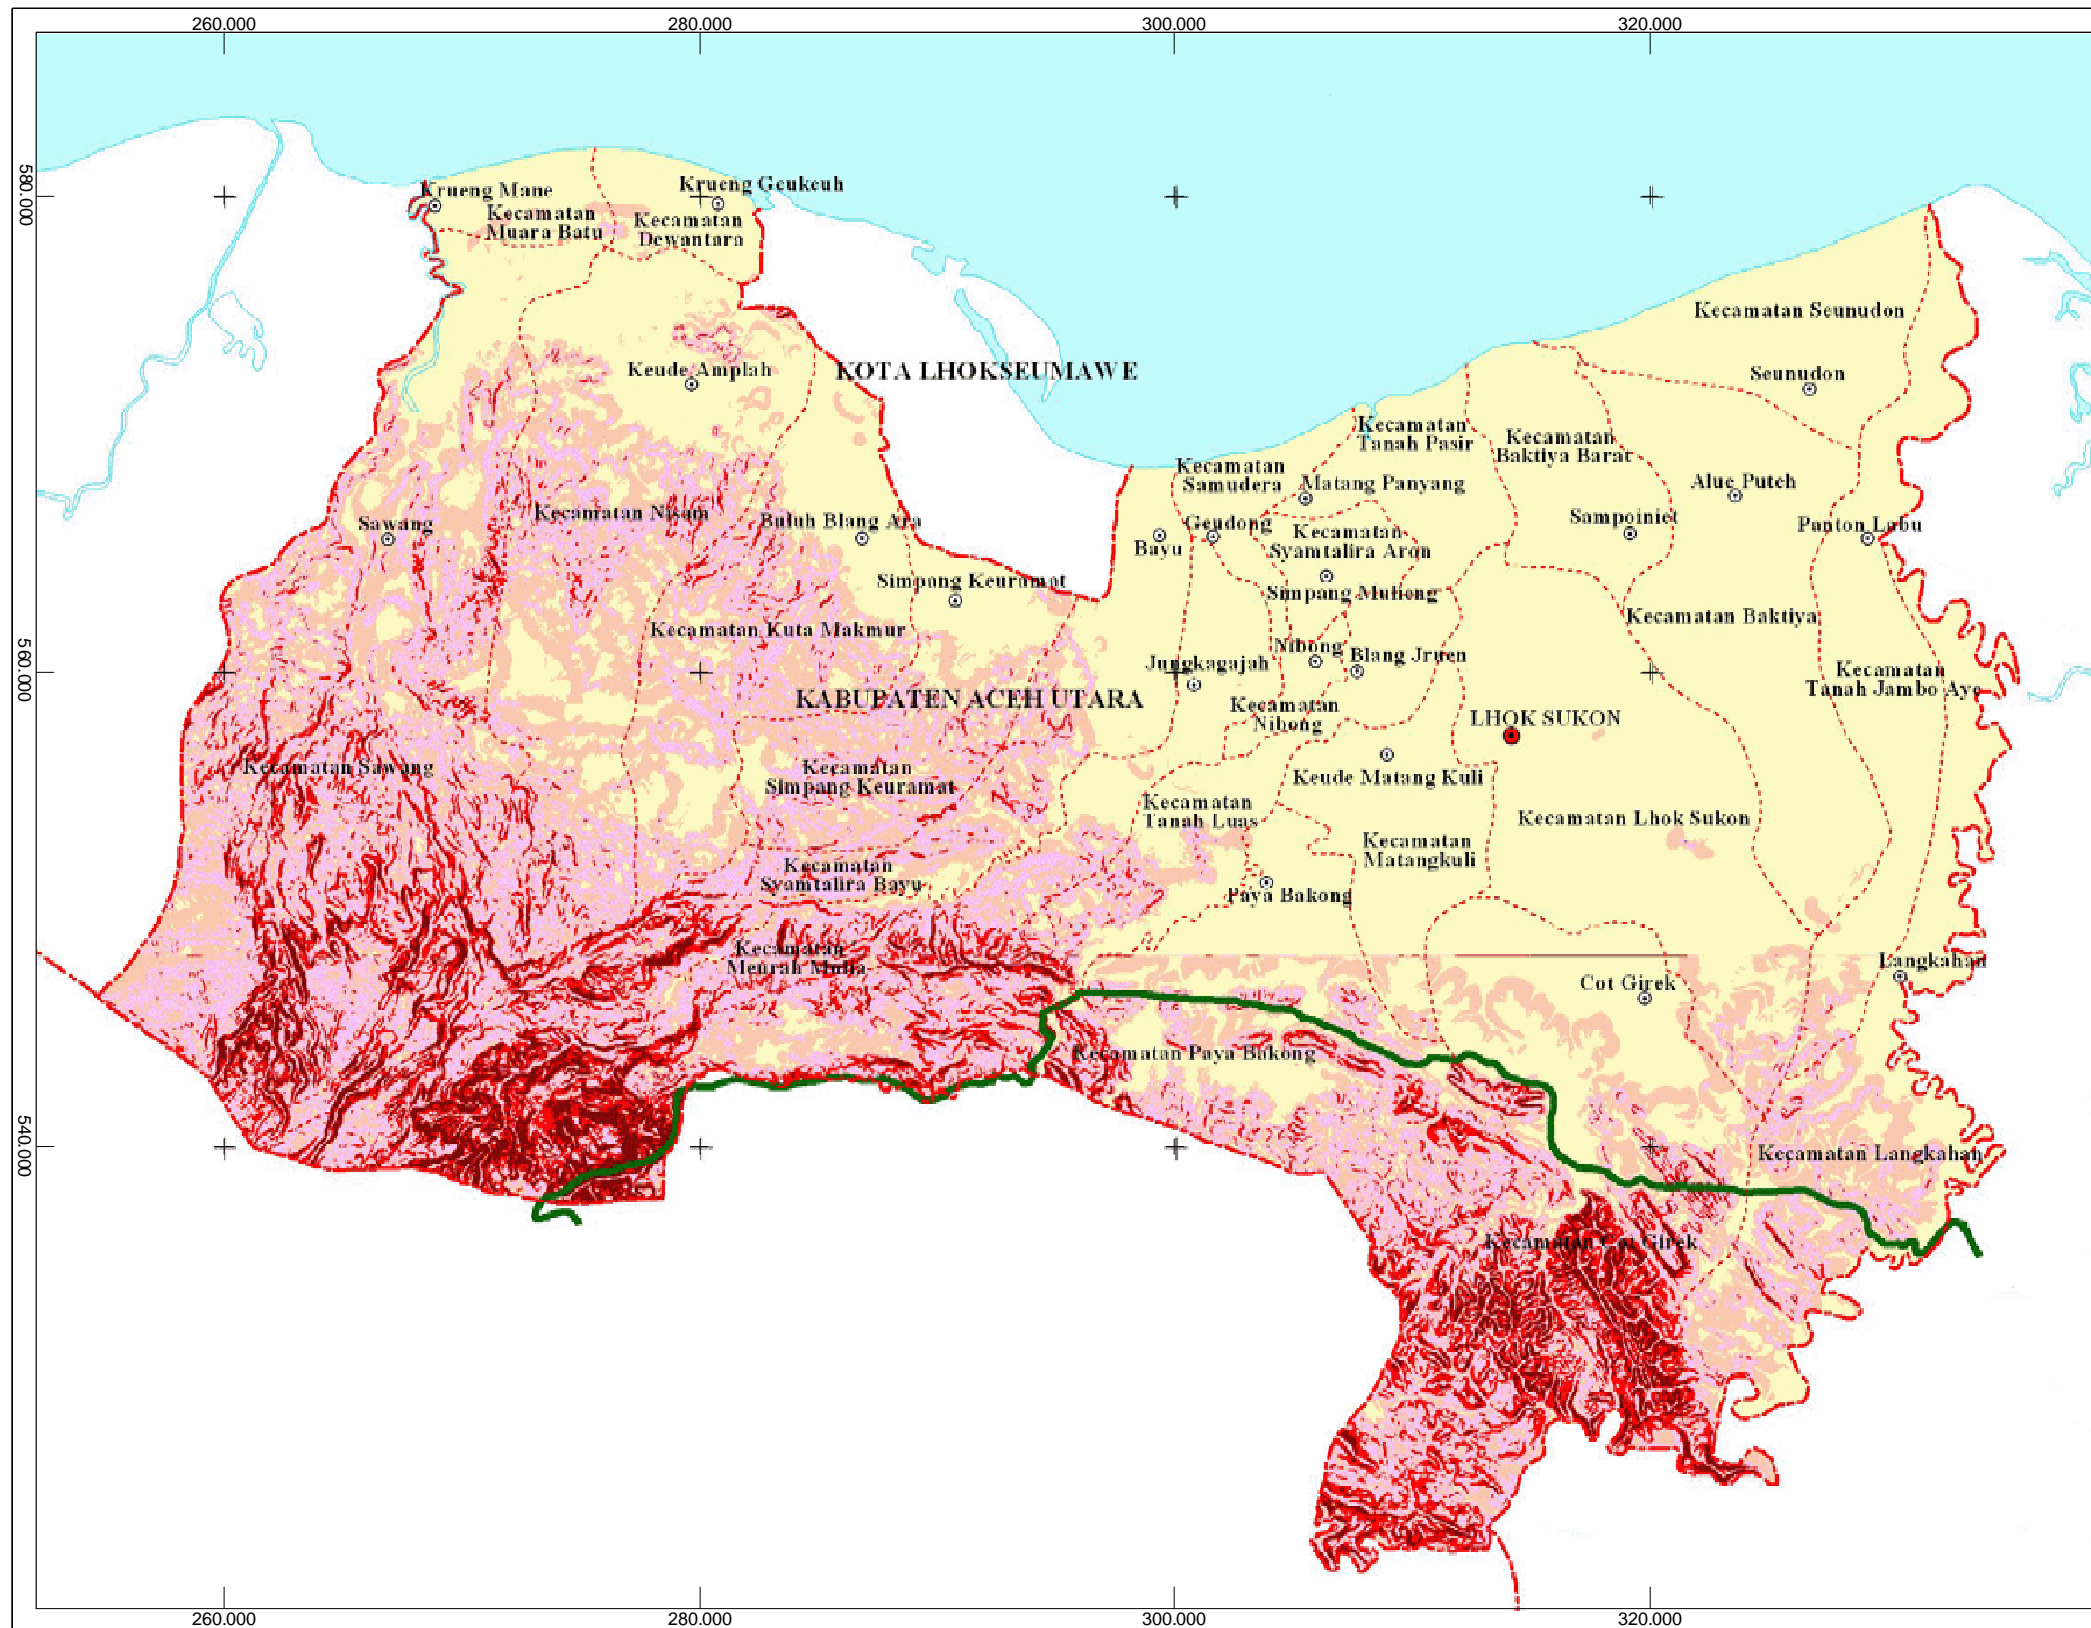 260.000
280.000
300.000
320.000
580.000
Krueng Mane
Krueng Geukeuh
Kecamatan
Muara Batu
Kecamatan
Dewantara
Kecamatan Seunudon
Keude Amplah
KOTA LHOKSEUMAWE
Seunudon
Kecamatan
Tanah Pasir
Kecamatan
Baktiya Barat
Kecamatan
Samudera
Matang Panyang
Alue Puteh
Sawang
Kecamatan Nisam
Buluh Blang Ara
Geudong
Bayu
Kecamatan
Syamtalira Aron
Sampoiniet
Panton Labu
Simpang Keuramat
Simpang Muliong
Kecamatan Kuta Makmur
Kecamatan Baktiya
Nibong
Blang Jruen
Jungkagajah
560.000
Kecamatan
Tanah Jambo Aye
KABUPATEN ACEH UTARA
Kecamatan
Nibong
LHOK SUKON
Kecamatan Sawang
Kecamatan
Simpang Keuramat
Keude Matang Kuli
Kecamatan
Tanah Luas
Kecamatan Lhok Sukon
Kecamatan
Matangkuli
Kecamatan
Syamtalira Bayu
Paya Bakong
Kecamatan
Meurah Mulia
Langkahan
Cot Girek
Kecamatan Paya Bakong
540.000
Kecamatan Langkahan
Kecamatan Cot Girek
260.000
280.000
300.000
320.000